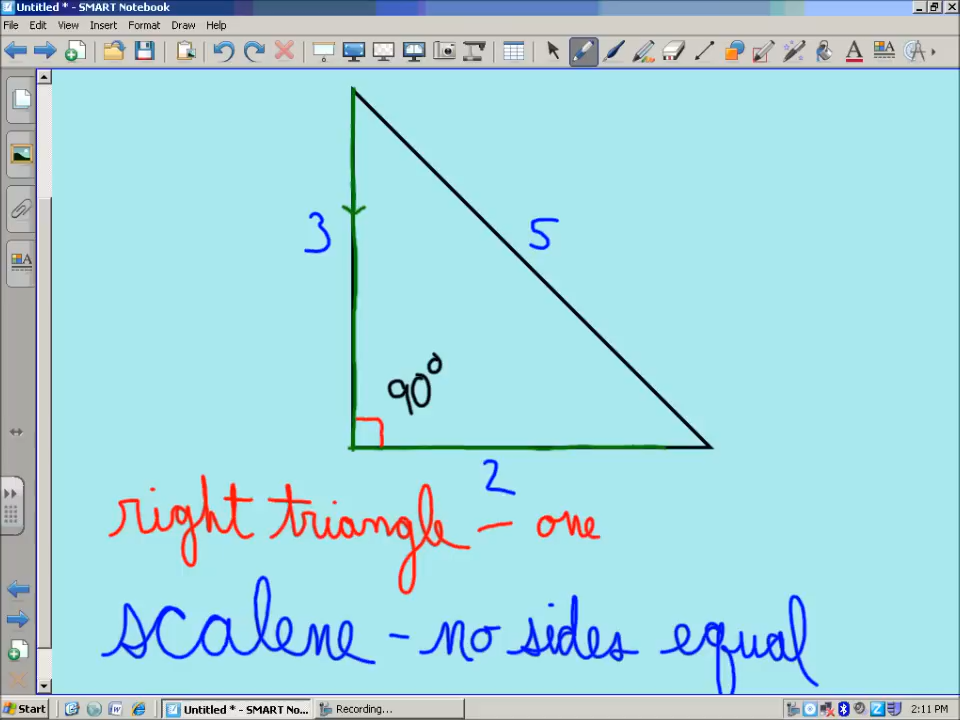 Untitled * - SMART Notebook
File Edit View Insert Format Draw Help
3
5
90°
2
right triangle - one
scalene - no sides equal
Start
Untitled * - SMART No...
Recording...
2:11 PM